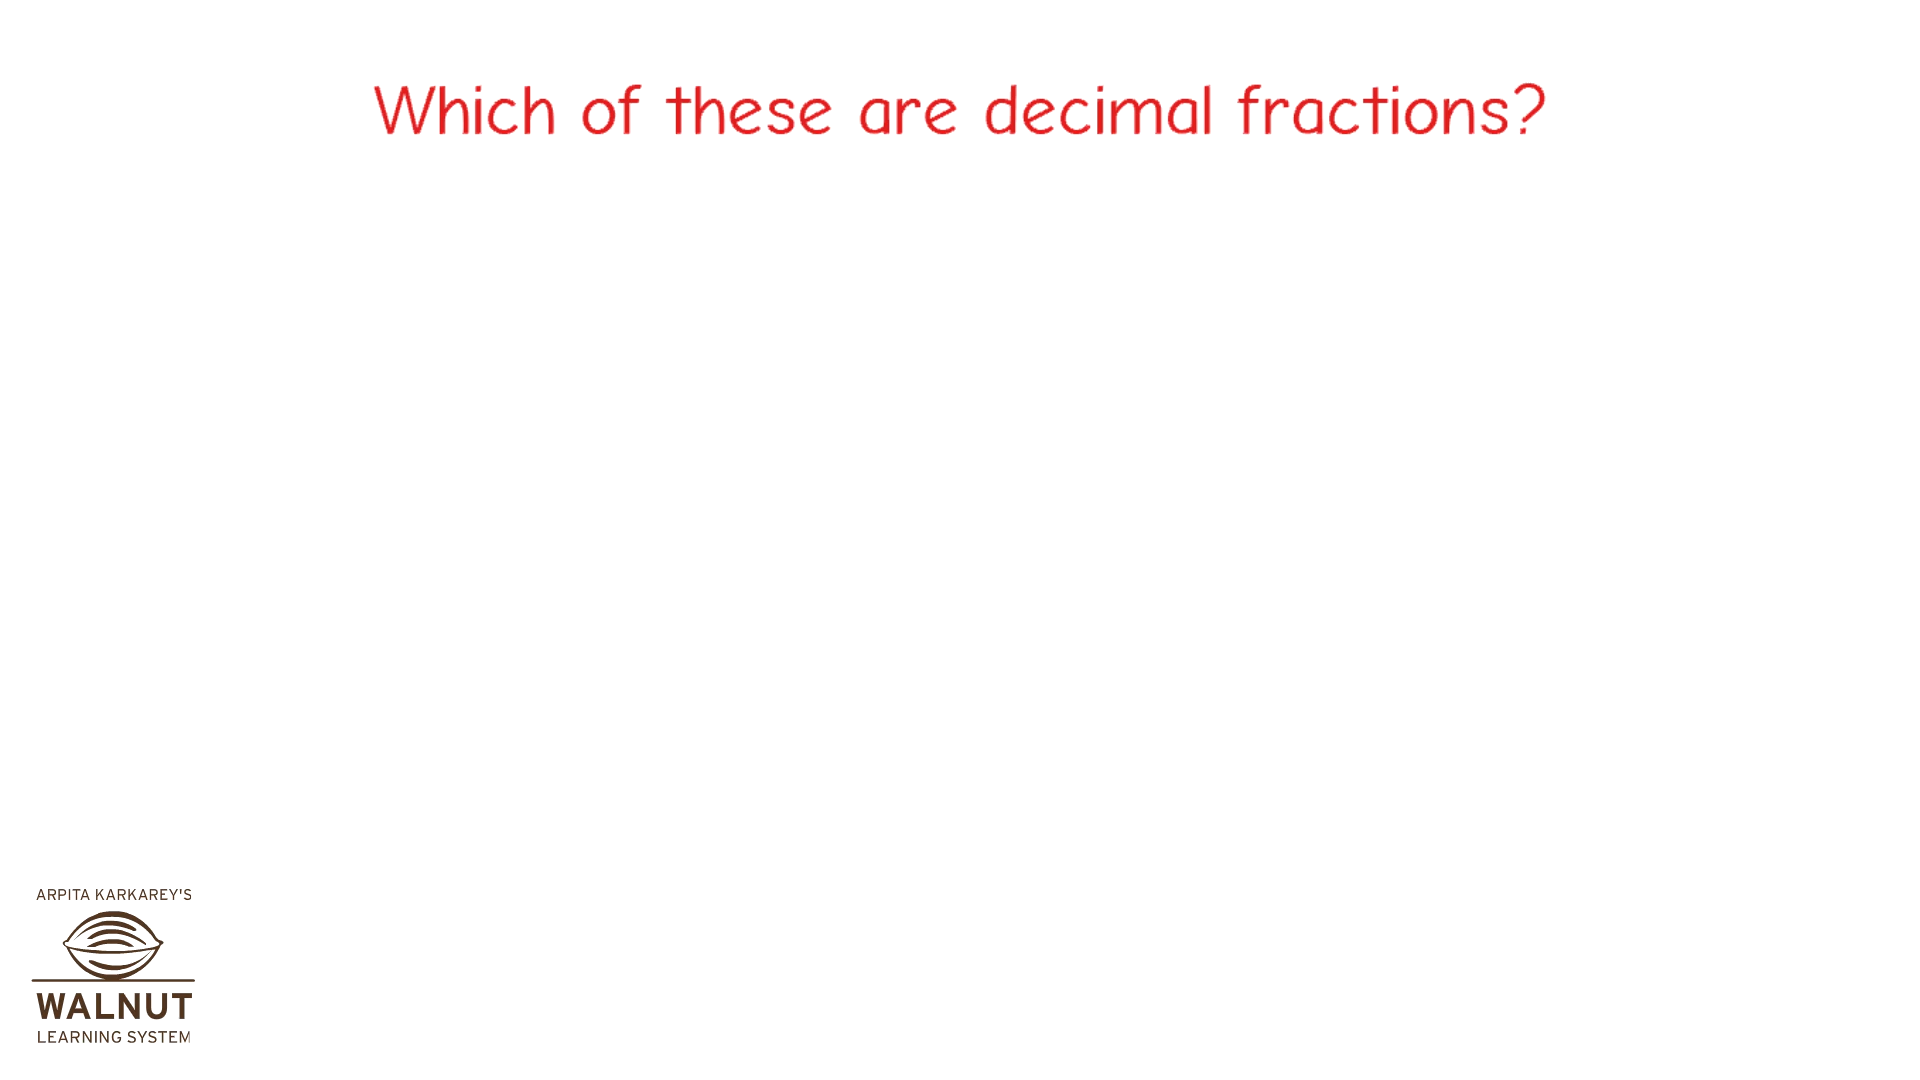 Which of these are decimal fractions?
ARPITA KARKAREY'S
WALNUT
LEARNING SYSTEM